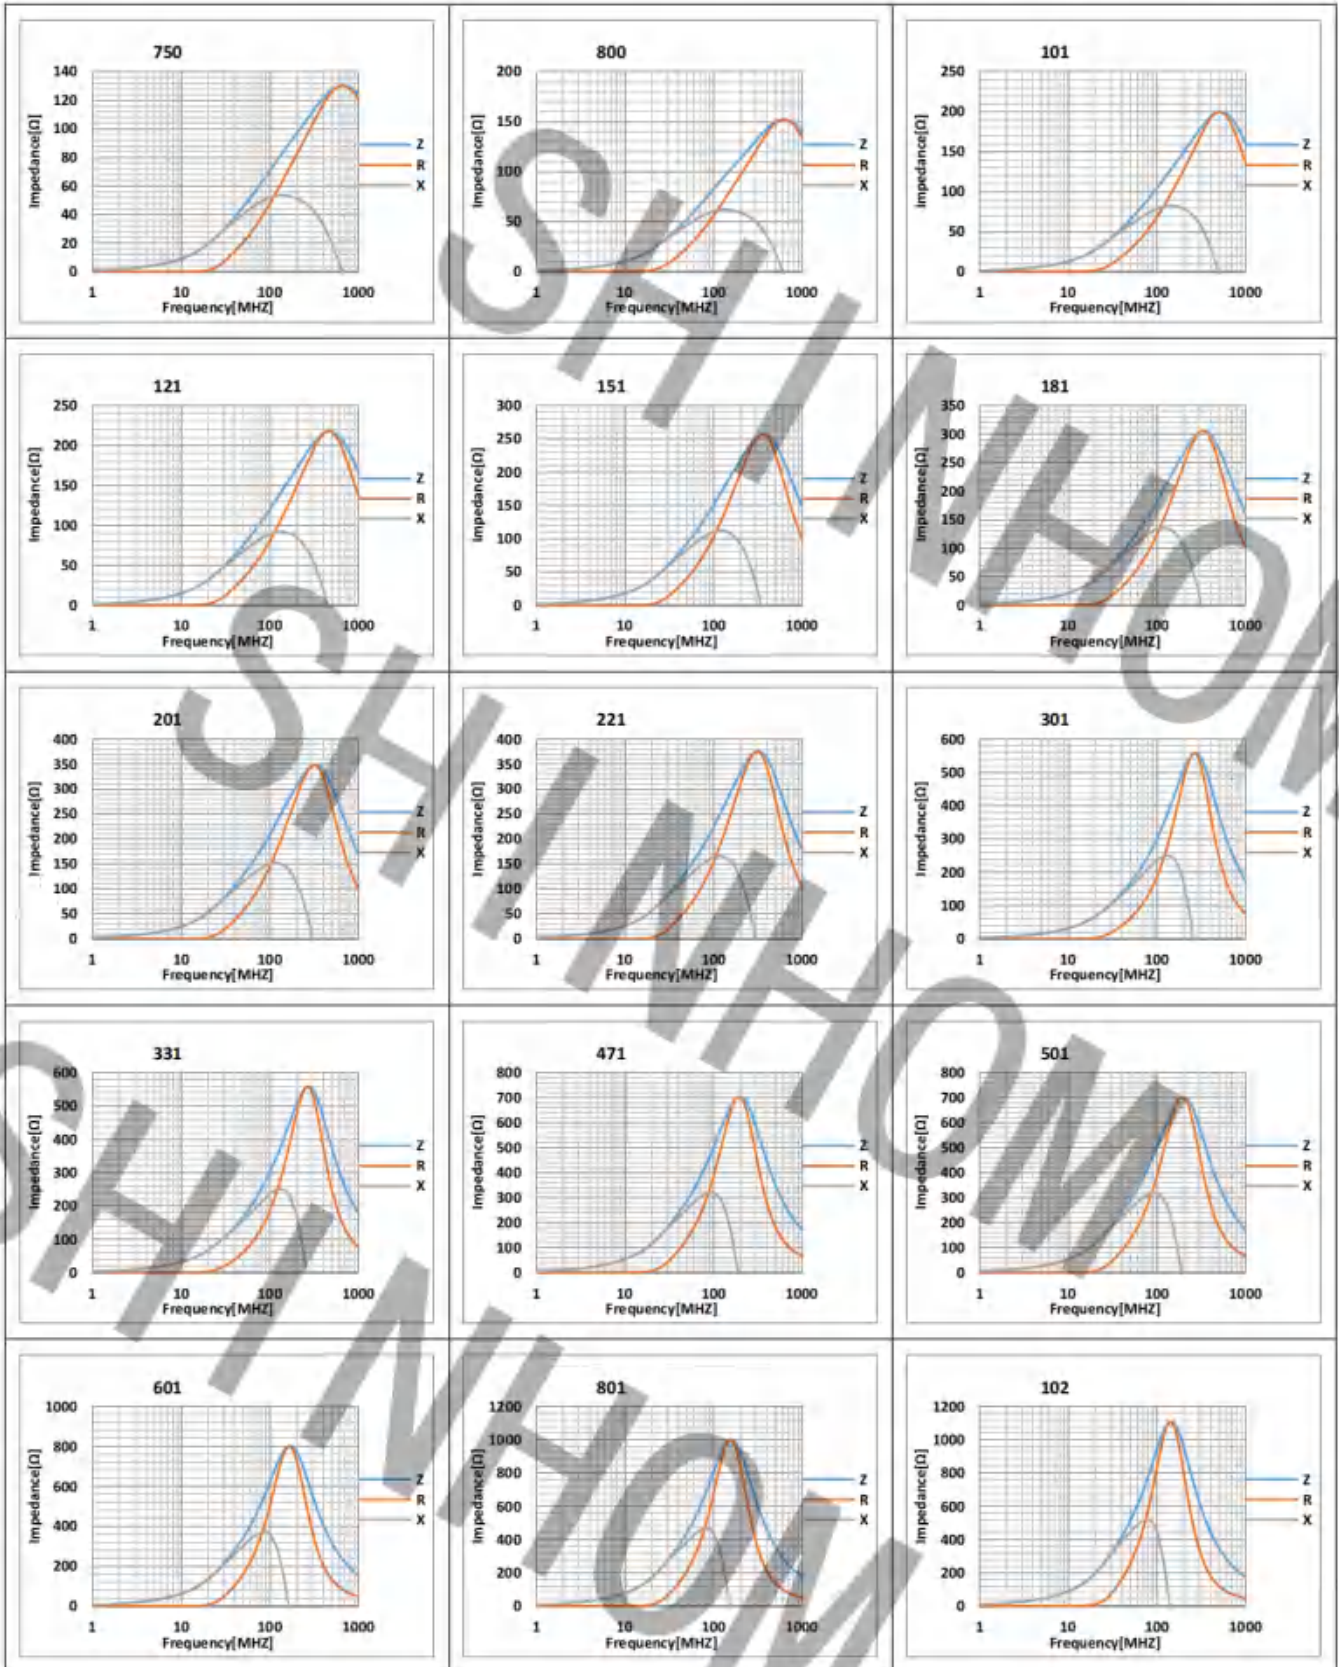 750
140
120
100
80
60
40
20
0
Impedance[Ω]
1 10 100 1000
Frequency[MHZ]
Z
R
X
800
200
150
100
50
0
Impedance[Ω]
1 10 100 1000
Frequency[MHZ]
Z
R
X
101
250
200
150
100
50
0
Impedance[Ω]
1 10 100 1000
Frequency[MHZ]
Z
R
X
121
250
200
150
100
50
0
Impedance[Ω]
1 10 100 1000
Frequency[MHZ]
Z
R
X
151
300
250
200
150
100
50
0
Impedance[Ω]
1 10 100 1000
Frequency[MHZ]
Z
R
X
181
350
300
250
200
150
100
50
0
Impedance[Ω]
1 10 100 1000
Frequency[MHZ]
Z
R
X
201
400
350
300
250
200
150
100
50
0
Impedance[Ω]
1 10 100 1000
Frequency[MHZ]
Z
R
X
221
400
350
300
250
200
150
100
50
0
Impedance[Ω]
1 10 100 1000
Frequency[MHZ]
Z
R
X
301
600
500
400
300
200
100
0
Impedance[Ω]
1 10 100 1000
Frequency[MHZ]
Z
R
X
331
600
500
400
300
200
100
0
Impedance[Ω]
1 10 100 1000
Frequency[MHZ]
Z
R
X
471
800
700
600
500
400
300
200
100
0
Impedance[Ω]
1 10 100 1000
Frequency[MHZ]
Z
R
X
501
800
700
600
500
400
300
200
100
0
Impedance[Ω]
1 10 100 1000
Frequency[MHZ]
Z
R
X
601
1000
800
600
400
200
0
Impedance[Ω]
1 10 100 1000
Frequency[MHZ]
Z
R
X
801
1200
1000
800
600
400
200
0
Impedance[Ω]
1 10 100 1000
Frequency[MHZ]
Z
R
X
102
1200
1000
800
600
400
200
0
Impedance[Ω]
1 10 100 1000
Frequency[MHZ]
Z
R
X
SHINHOM
SHINHOM
SHINHOM